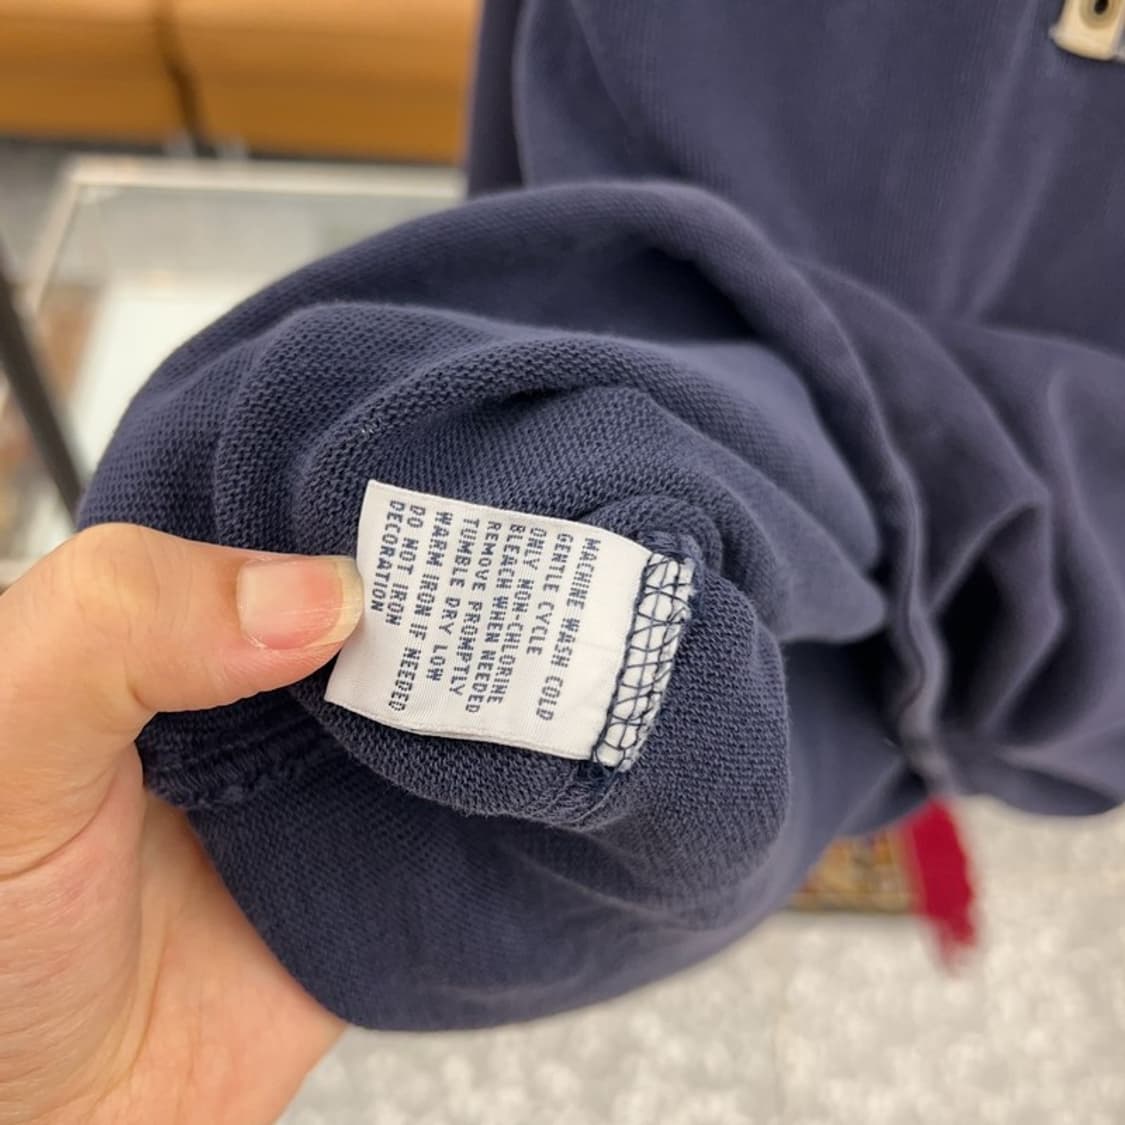 MACHINE WASH COLD
GENTLE CYCLE
ONLY NON-CHLORINE
BLEACH WHEN NEEDED
REMOVE PROMPTLY
TUMBLE DRY LOW
WARM IRON IF NEEDED
DO NOT IRON
DECORATION